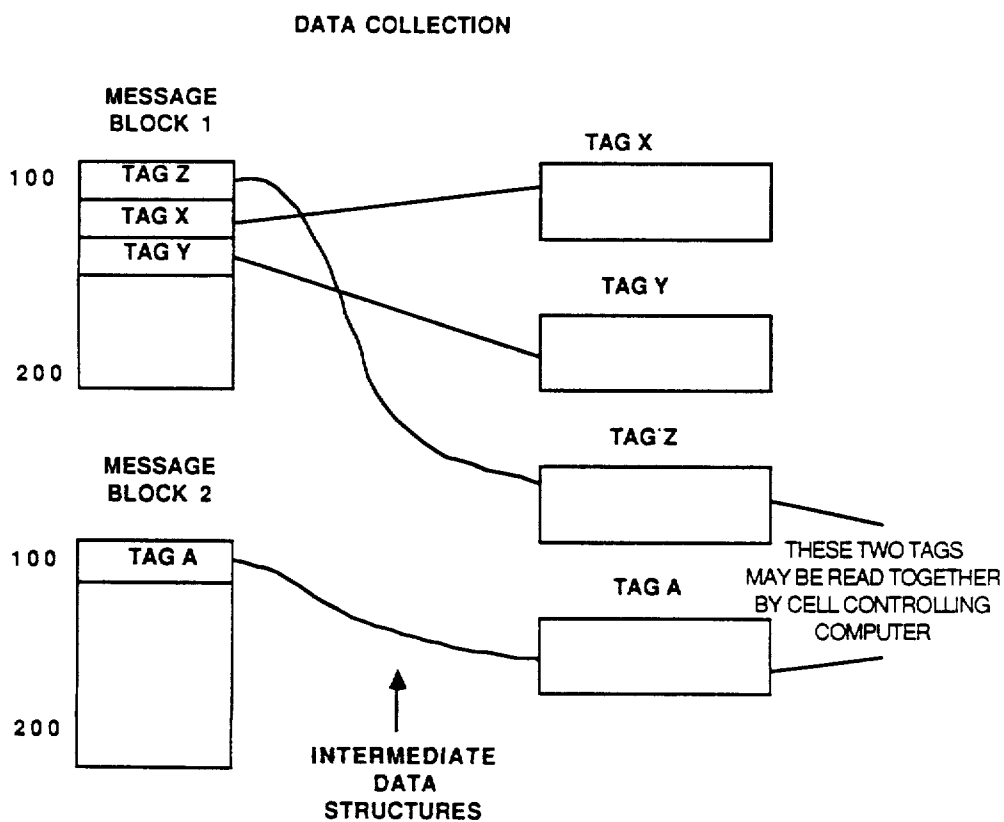 DATA COLLECTION
MESSAGE
BLOCK 1
100
TAG Z
TAG X
TAG Y
200
TAG X
TAG Y
TAG Z
TAG A
MESSAGE
BLOCK 2
100
TAG A
200
THESE TWO TAGS
MAY BE READ TOGETHER
BY CELL CONTROLLING
COMPUTER
INTERMEDIATE
DATA
STRUCTURES